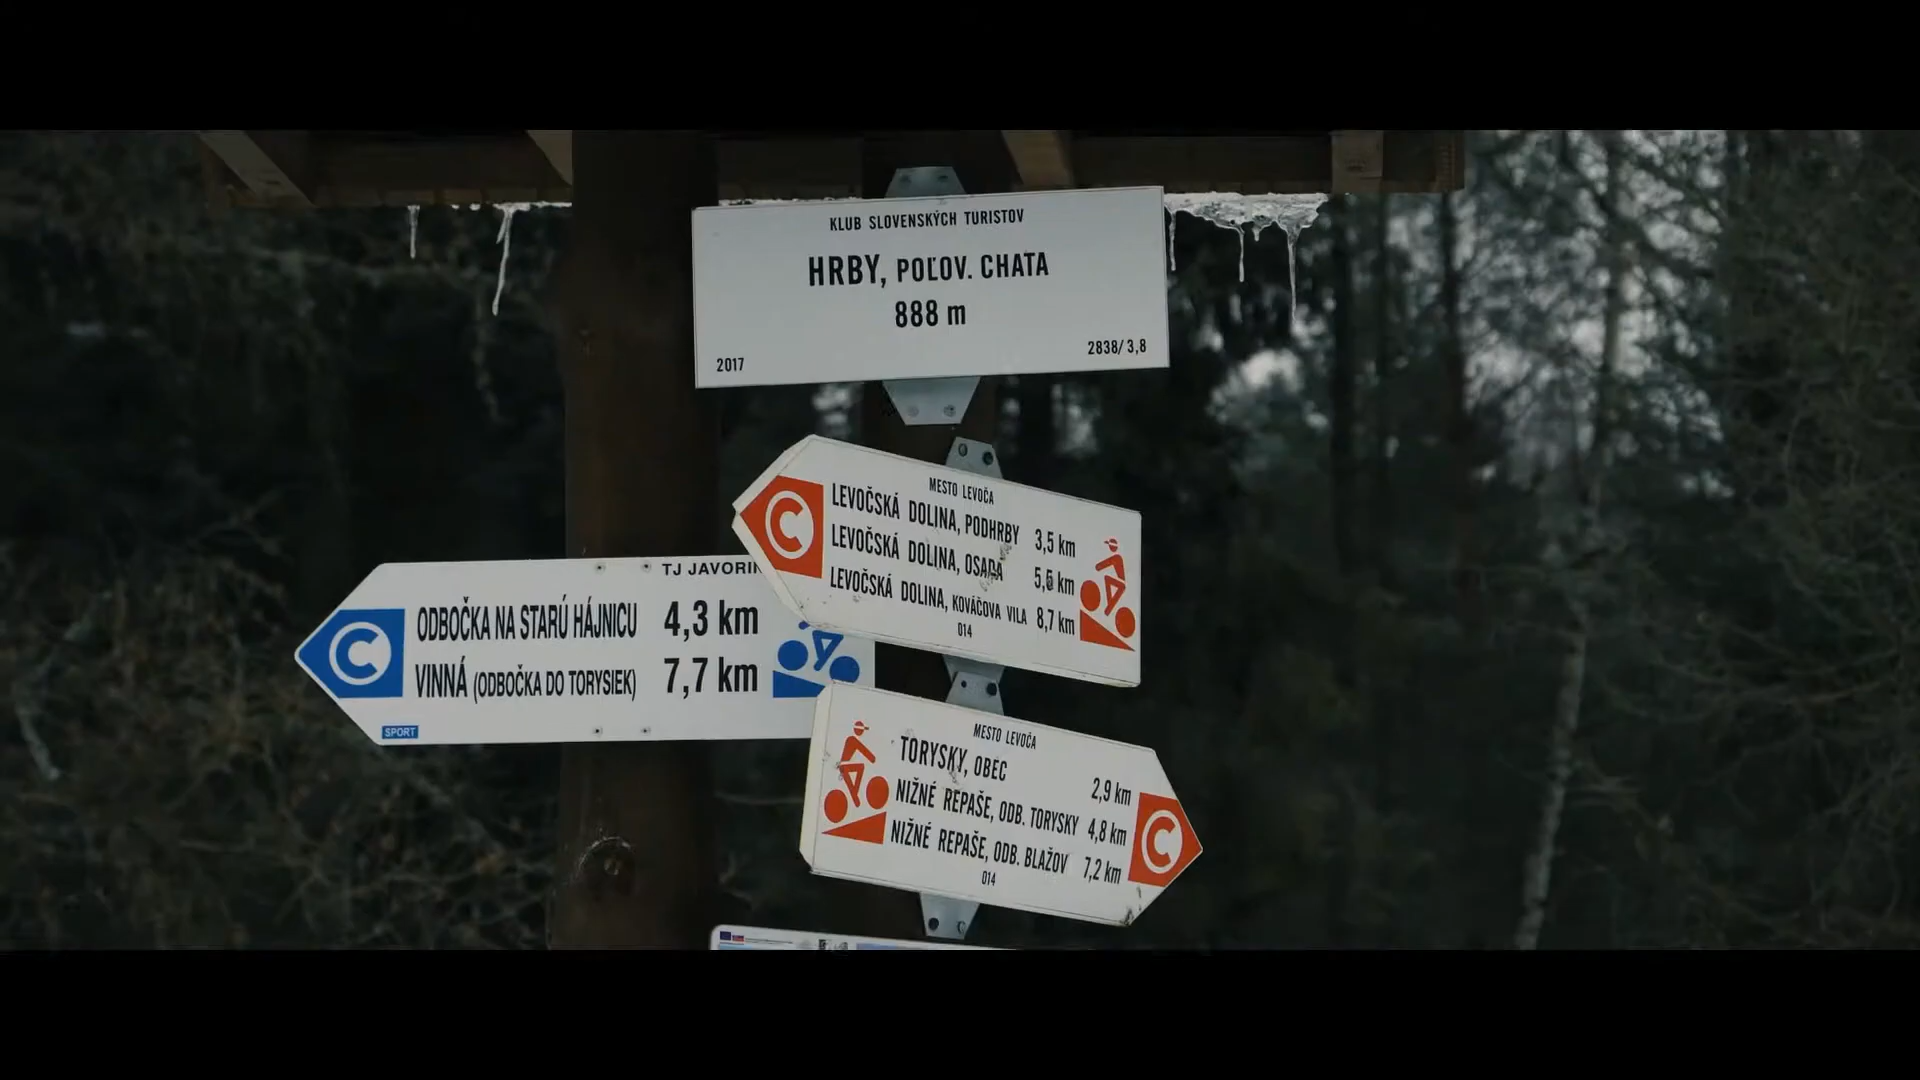 KLUB SLOVENSKÝCH TURISTOV
HRBY, POĽOV. CHATA
888 m
2017
2838/3,8
MESTO LEVOČA
C
LEVOČSKÁ DOLINA, PODHRBY 3,5 km
LEVOČSKÁ DOLINA, OSADA 5,6 km
LEVOČSKÁ DOLINA, KOVÁČOVA VILA 8,7 km
014
C
ODBOČKA NA STARÚ HÁJNICU 4,3 km
VINNÁ (ODBOČKA DO TORYSIEK) 7,7 km
TJ
SPORT
MESTO LEVOČA
TORYSKY, OBEC 2,9 km
NIŽNÉ REPAŠE, ODB. TORYSKY 4,8 km
NIŽNÉ REPAŠE, ODB. BLAŽOV 7,2 km
014
C